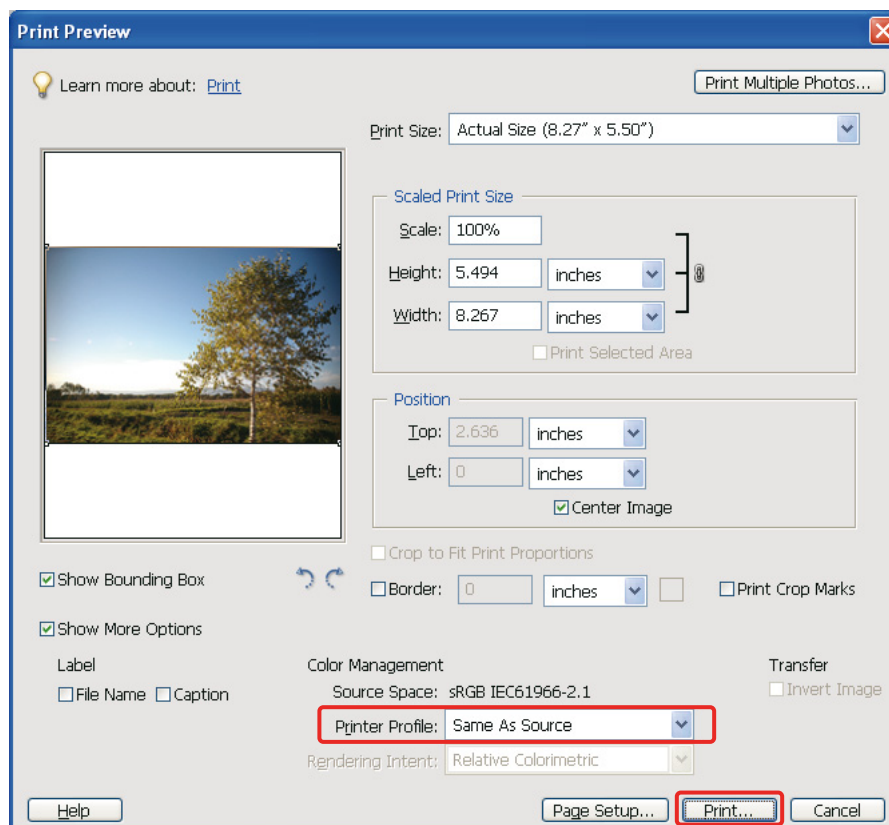 Print Preview
Learn more about: Print
Print Multiple Photos...
Print Size: Actual Size (8.27″ x 5.50″)
Scaled Print Size
Scale: 100%
Height: 5.494 inches
Width: 8.267 inches
Print Selected Area
Position
Top: 2.636 inches
Left: 0 inches
Center Image
Crop to Fit Print Proportions
Show Bounding Box
Border: 0 inches
Print Crop Marks
Show More Options
Label
Color Management
Transfer
File Name Caption
Source Space: sRGB IEC61966-2.1
Invert Image
Printer Profile: Same As Source
Rendering Intent: Relative Colorimetric
Help
Page Setup...
Print...
Cancel